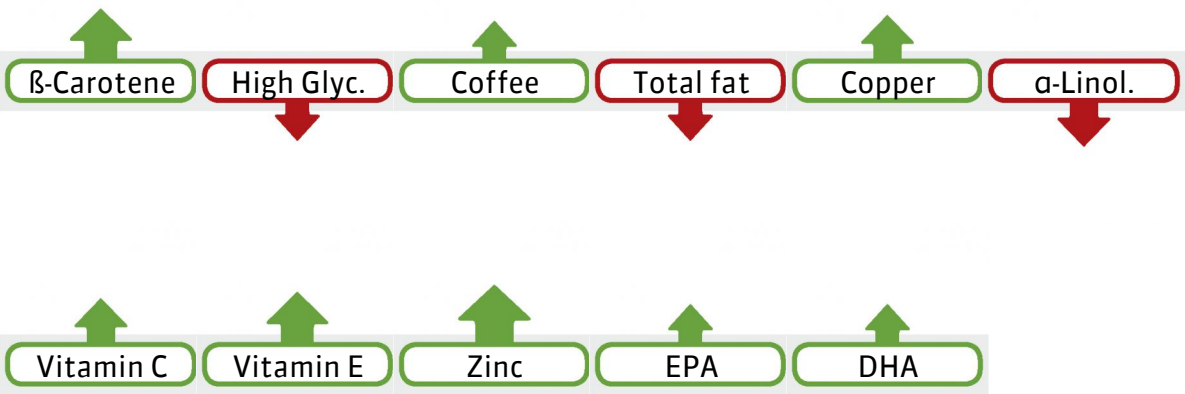 ß-Carotene High Glyc. Coffee Total fat Copper α-Linol.
Vitamin C Vitamin E Zinc EPA DHA